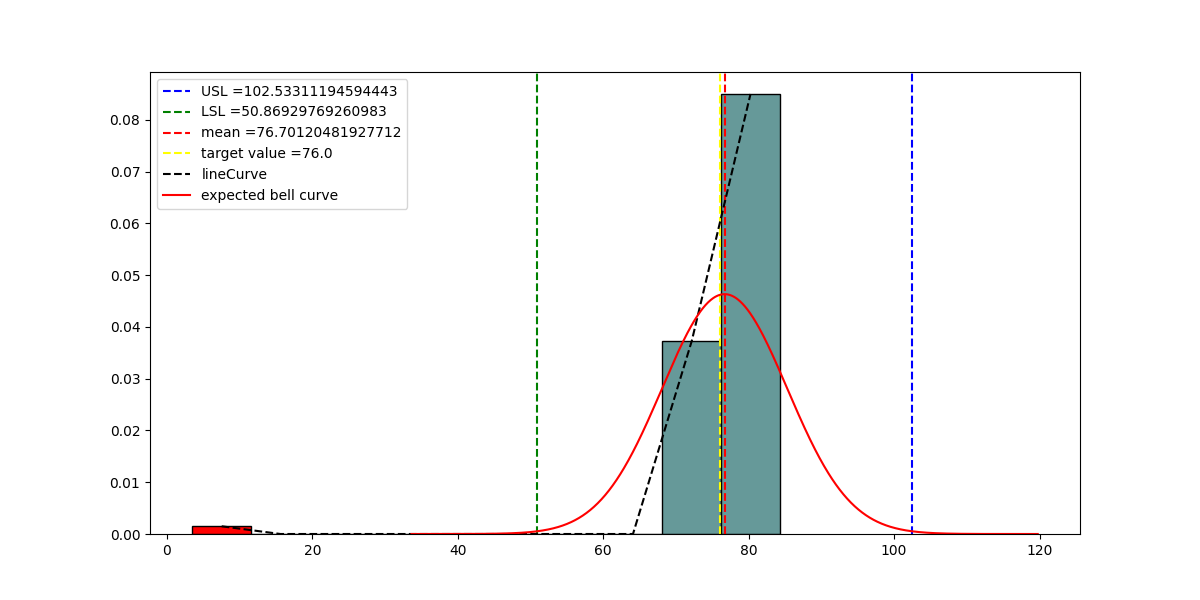 USL =102.53311194594443
LSL =50.86929769260983
mean =76.70120481927712
target value =76.0
lineCurve
expected bell curve
0.08
0.07
0.06
0.05
0.04
0.03
0.02
0.01
0.00
0 20 40 60 80 100 120